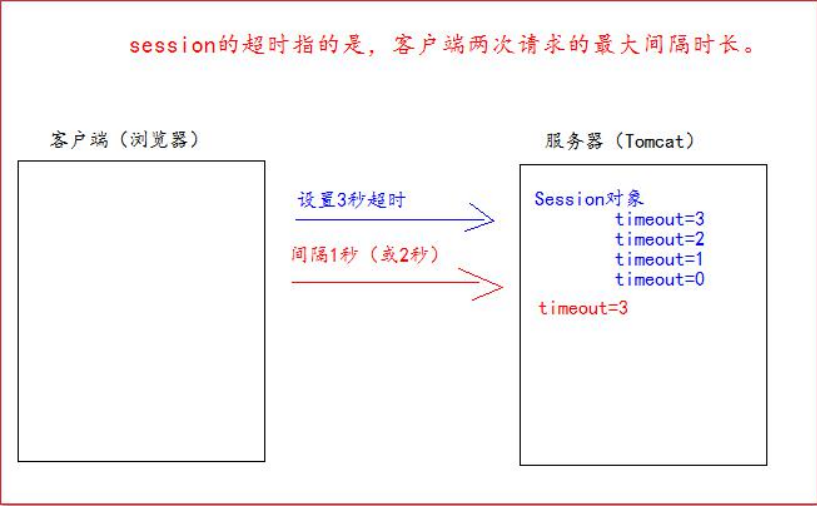 session的超时指的是，客户端两次请求的最大间隔时长。
客户端（浏览器）
服务器（Tomcat）
设置3秒超时
间隔1秒（或2秒）
Session对象
timeout=3
timeout=2
timeout=1
timeout=0
timeout=3